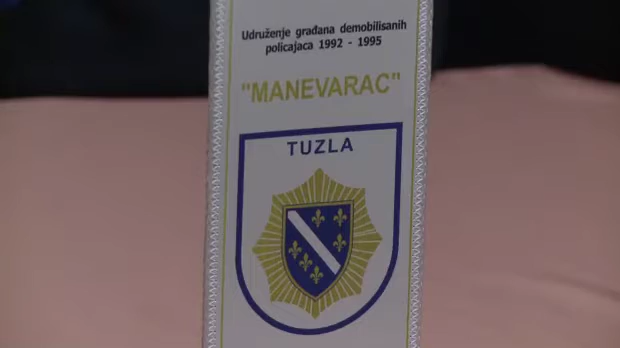 Udruženje građana demobilisanih
policajaca 1992 - 1995
"MANEVARAC"
TUZLA